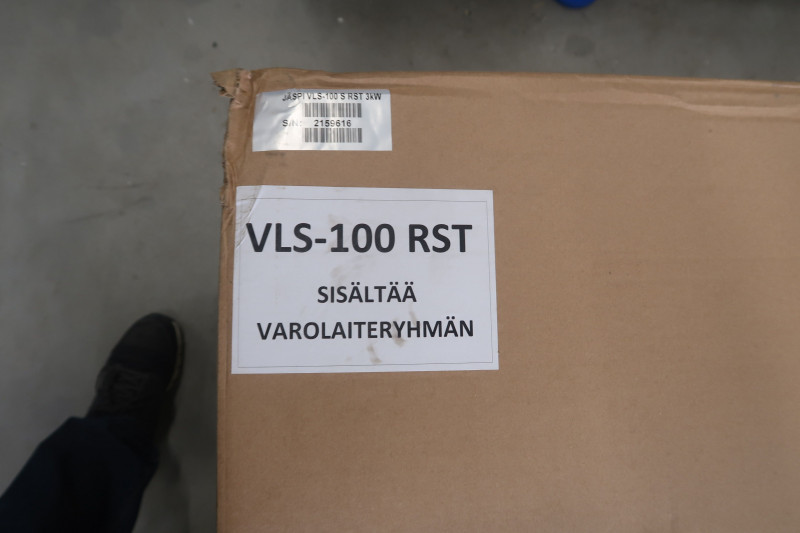 JÄSPI VLS-100 S RST 3kW
S/N: 2159616
VLS-100 RST
SISÄLTÄÄ
VAROLAITERYHMÄN